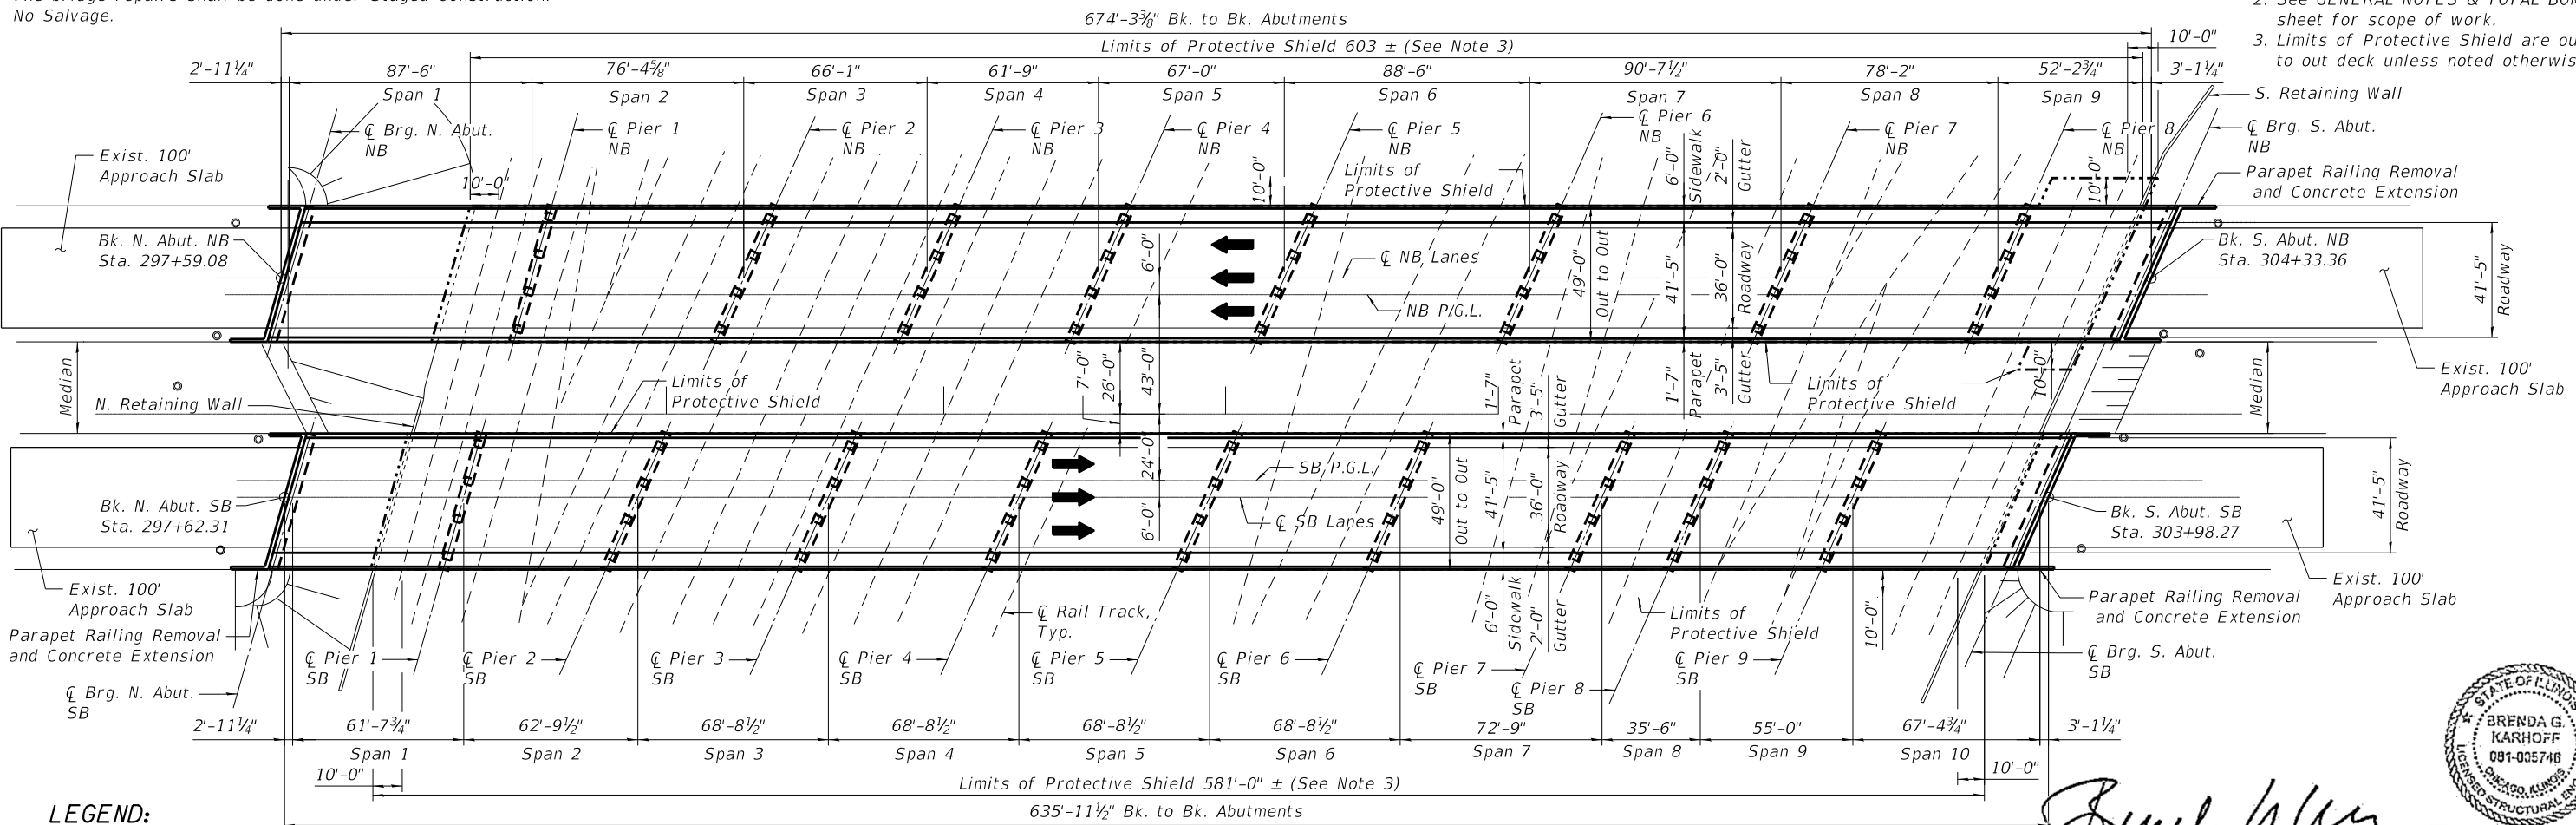 No Salvage.
sheet for scope of work.
3. Limits of Protective Shield are
to out deck unless noted
674'-3⅜" Bk. to Bk. Abutments
Limits of Protective Shield 603 ± (See Note 3)
10'-0"
2'-11¼"
87'-6"
76'-4⅝"
66'-1"
61'-9"
67'-0"
88'-6"
90'-7½"
78'-2"
52'-2¾"
3'-1¼"
Span 1
Span 2
Span 3
Span 4
Span 5
Span 6
Span 7
Span 8
Span 9
S. Retaining Wall
℄ Brg. N. Abut.
NB
℄ Pier 1
NB
℄ Pier 2
NB
℄ Pier 3
NB
℄ Pier 4
NB
℄ Pier 5
NB
℄ Pier 6
NB
℄ Pier 7
NB
℄ Pier 8
NB
℄ Brg. S. Abut.
NB
Exist. 100'
Approach Slab
10'-0"
10'-0"
Limits of
Protective Shield
6'-0"
Sidewalk
2'-0"
Gutter
10'-0"
Parapet Railing Removal
and Concrete Extension
Bk. N. Abut. NB
Sta. 297+59.08
6'-0"
℄ NB Lanes
NB P.G.L.
49'-0"
Out to Out
41'-5"
36'-0"
Roadway
Bk. S. Abut. NB
Sta. 304+33.36
41'-5"
Roadway
Median
N. Retaining Wall
Limits of
Protective Shield
7'-0"
26'-0"
43'-0"
1'-7"
Parapet
3'-5"
Gutter
1'-7"
Parapet
3'-5"
Gutter
Limits of
Protective Shield
10'-0"
Median
Exist. 100'
Approach Slab
24'-0"
SB P.G.L.
Bk. N. Abut. SB
Sta. 297+62.31
6'-0"
℄ SB Lanes
49'-0"
Out to Out
41'-5"
36'-0"
Roadway
Bk. S. Abut. SB
Sta. 303+98.27
41'-5"
Roadway
Exist. 100'
Approach Slab
Parapet Railing Removal
and Concrete Extension
℄ Rail Track,
Typ.
6'-0"
Sidewalk
2'-0"
Gutter
Limits of
Protective Shield
10'-0"
Parapet Railing Removal
and Concrete Extension
Exist. 100'
Approach Slab
℄ Brg. N. Abut.
SB
℄ Pier 1
SB
℄ Pier 2
SB
℄ Pier 3
SB
℄ Pier 4
SB
℄ Pier 5
SB
℄ Pier 6
SB
℄ Pier 7
SB
℄ Pier 8
SB
℄ Pier 9
SB
℄ Brg. S. Abut.
SB
2'-11¼"
61'-7¾"
62'-9½"
68'-8½"
68'-8½"
68'-8½"
68'-8½"
72'-9"
35'-6"
55'-0"
67'-4¾"
3'-1¼"
Span 1
Span 2
Span 3
Span 4
Span 5
Span 6
Span 7
Span 8
Span 9
Span 10
10'-0"
Limits of Protective Shield 581'-0" ± (See Note 3)
10'-0"
635'-11½" Bk. to Bk. Abutments
LEGEND:
STATE OF ILLINOIS
BRENDA G.
KARHOFF
081-005746
CHICAGO, ILLINOIS
LICENSED STRUCTURAL